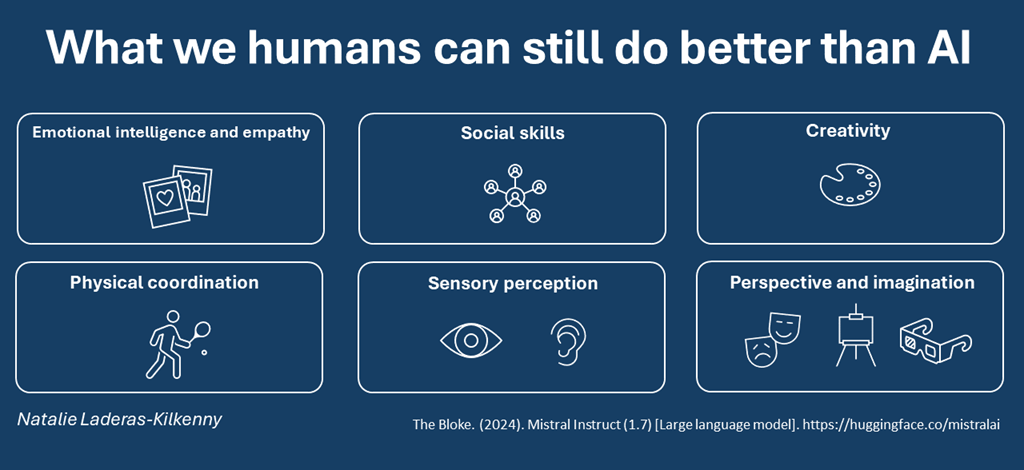 What we humans can still do better than AI
Emotional intelligence and empathy
Social skills
Creativity
Physical coordination
Sensory perception
Perspective and imagination
Natalie Laderas-Kilkenny
The Bloke. (2024). Mistral Instruct (1.7) [Large language model]. https://huggingface.co/mistralai